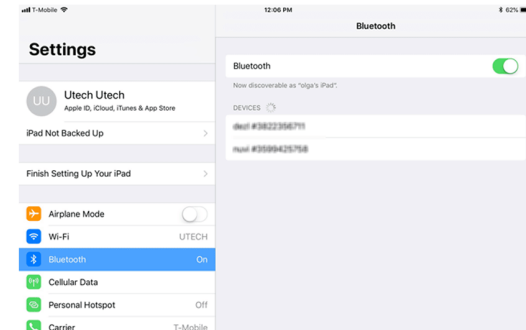 T-Mobile
12:06 PM
62%
Settings
Bluetooth
UU
Utech Utech
Apple ID, iCloud, iTunes & App Store
iPad Not Backed Up
Finish Setting Up Your iPad
Airplane Mode
Wi-Fi UTECH
Bluetooth On
Cellular Data
Personal Hotspot Off
Carrier T-Mobile
Bluetooth
Now discoverable as "olga's iPad".
DEVICES